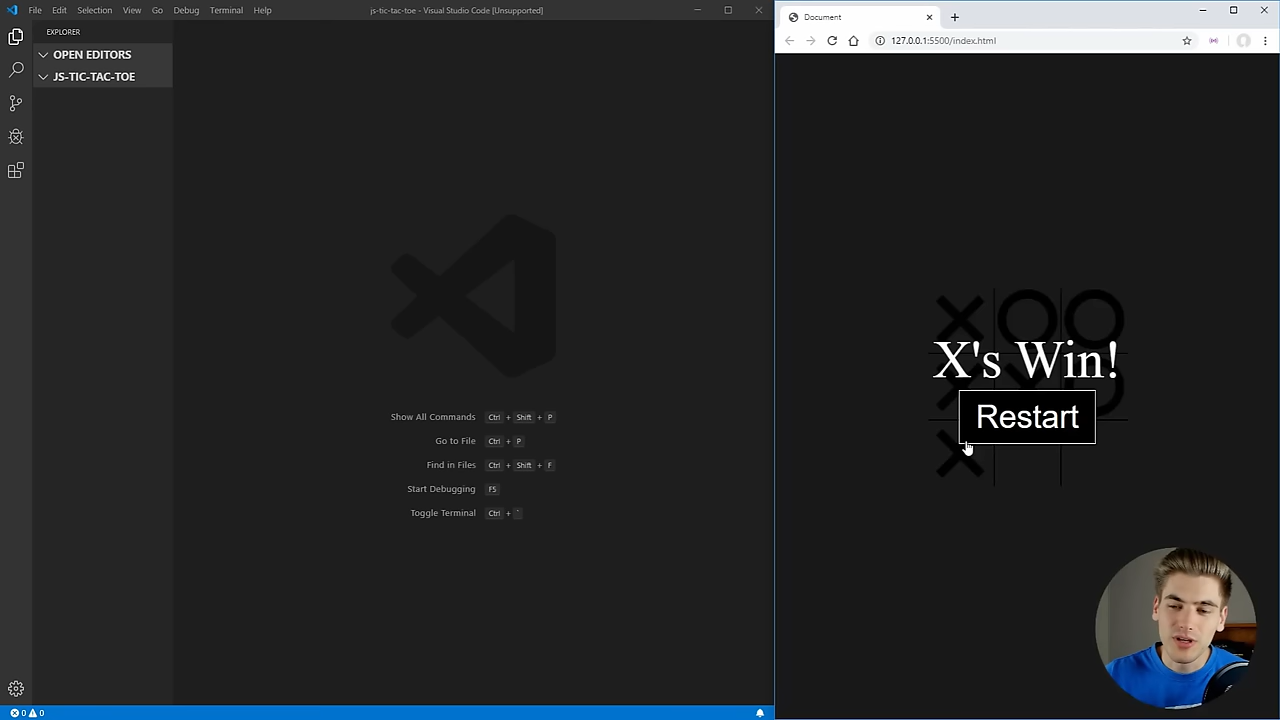 File Edit Selection View Go Debug Terminal Help
js-tic-tac-toe - Visual Studio Code [Unsupported]
EXPLORER
OPEN EDITORS
JS-TIC-TAC-TOE
Show All Commands Ctrl + Shift + P
Go to File Ctrl + P
Find in Files Ctrl + Shift + F
Start Debugging F5
Toggle Terminal Ctrl + `
0 0
Document
127.0.0.1:5500/index.html
X's Win!
Restart